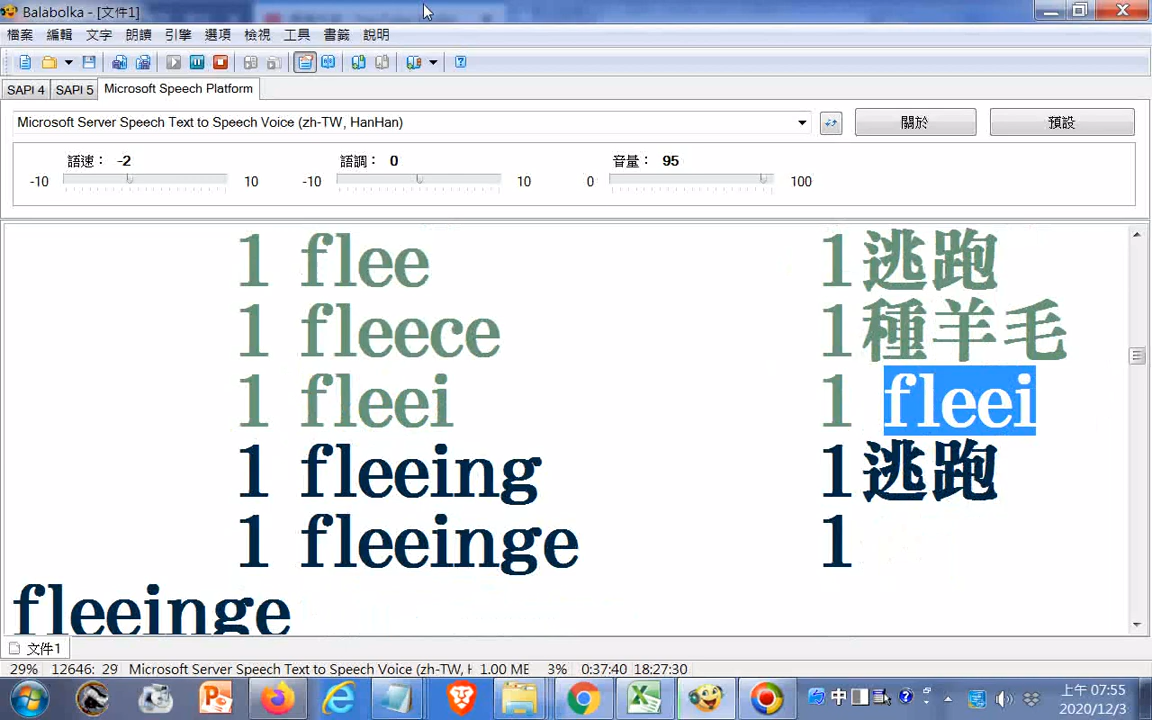 Balabolka - [文件1]
檔案 編輯 文字 朗讀 引擎 選項 檢視 工具 書籤 說明
SAPI 4 SAPI 5 Microsoft Speech Platform
Microsoft Server Speech Text to Speech Voice (zh-TW, HanHan) 關於 預設
語速： -2 語調： 0 音量： 95
-10 10 -10 10 0 100
1 flee 1逃跑
1 fleece 1種羊毛
1 fleei 1 fleei
1 fleeing 1逃跑
1 fleeinge 1
fleeinge
文件1
29% 12646: 29 Microsoft Server Speech Text to Speech Voice (zh-TW, H 1.00 ME 3% 0:37:40 18:27:30
中 上午 07:55
2020/12/3